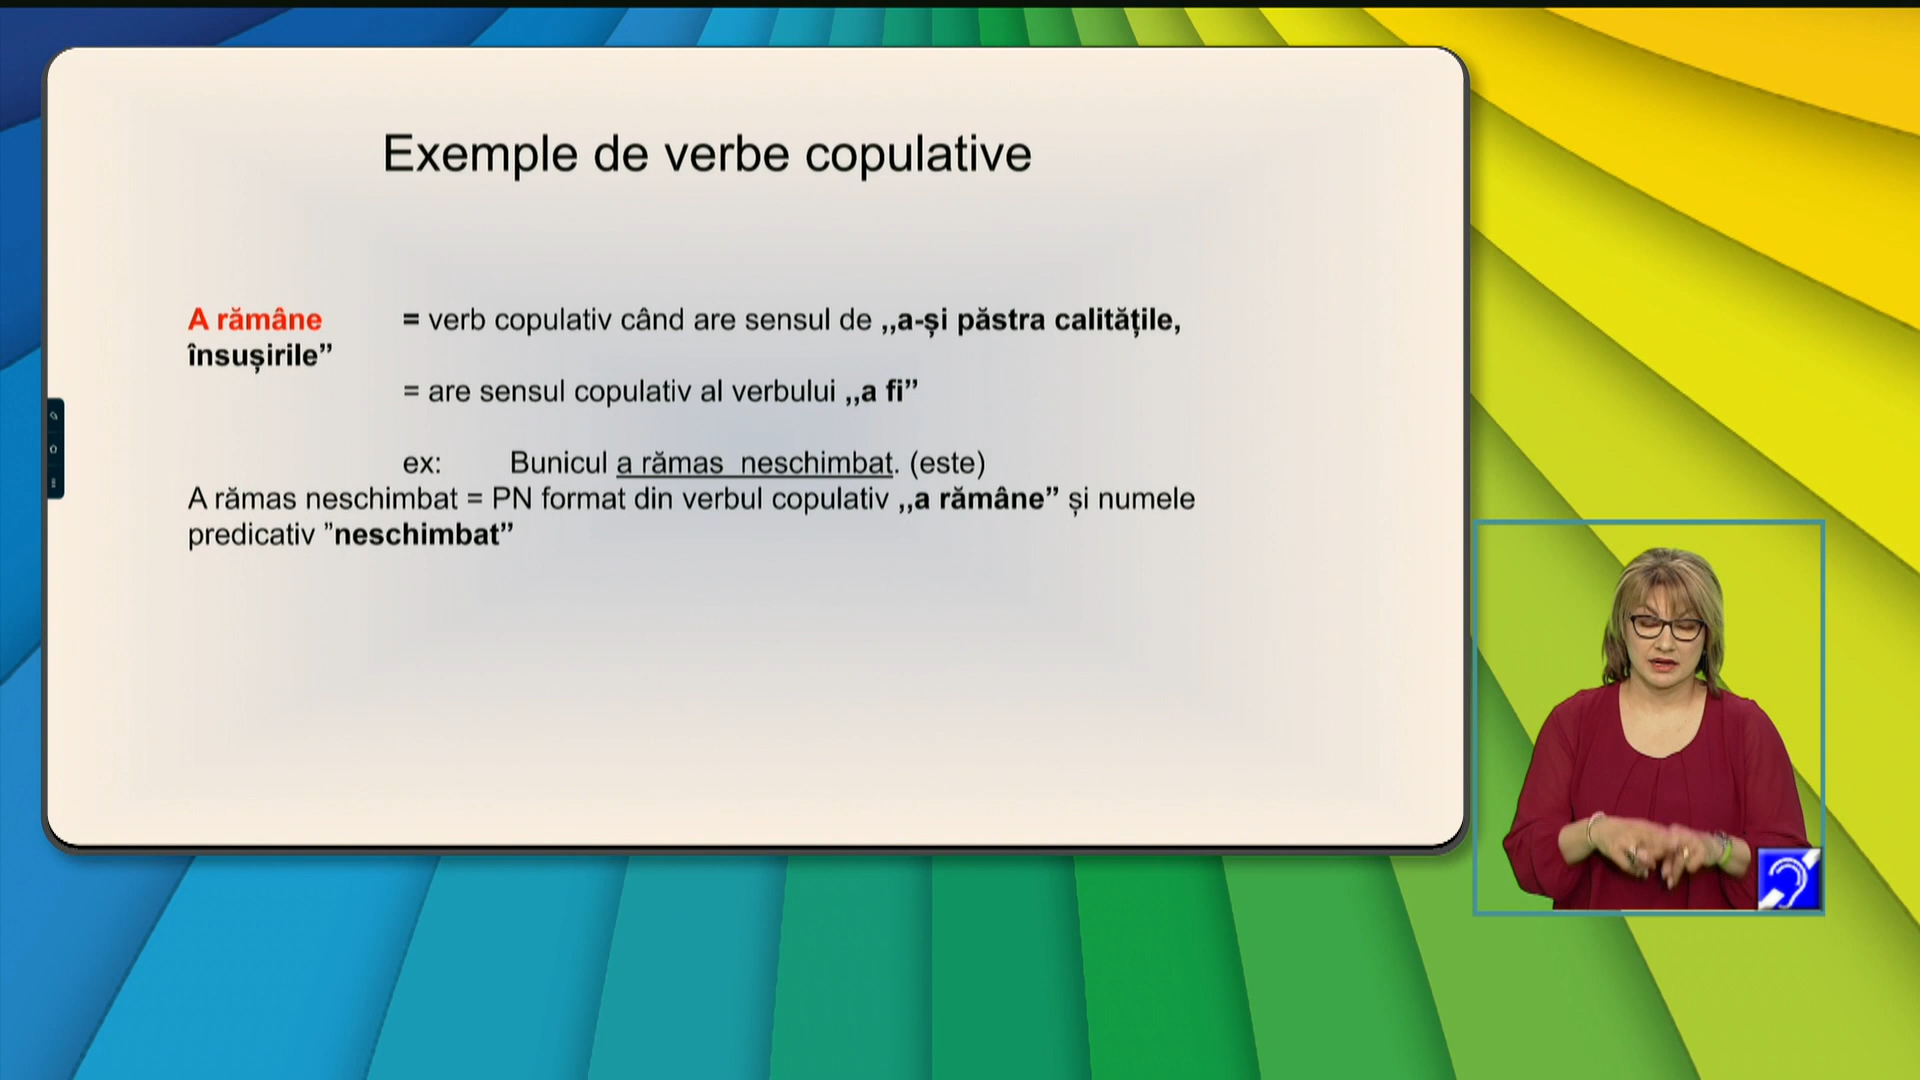 Exemple de verbe copulative
A rămâne = verb copulativ când are sensul de ,,a-și păstra calitățile,
însușirile”
= are sensul copulativ al verbului ,,a fi”
ex: Bunicul a rămas neschimbat. (este)
A rămas neschimbat = PN format din verbul copulativ ,,a rămâne” și numele
predicativ ”neschimbat”